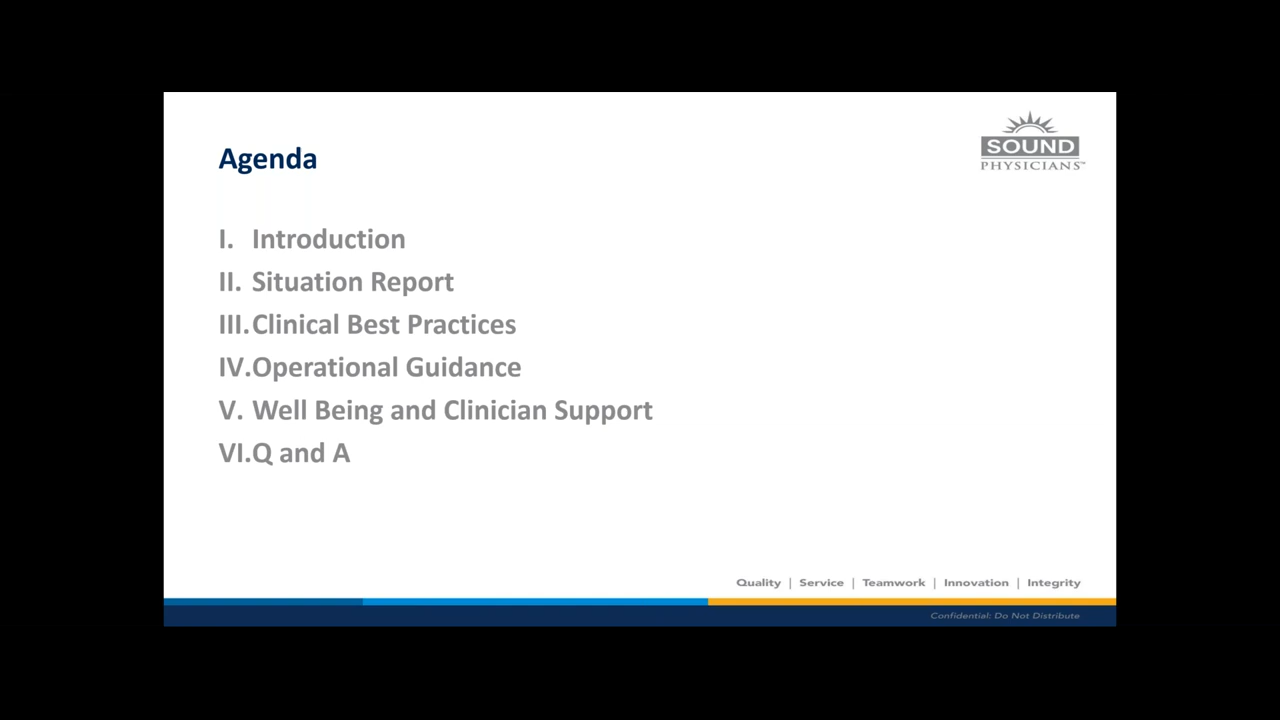 Agenda
SOUND
PHYSICIANS™
I. Introduction
II. Situation Report
III. Clinical Best Practices
IV. Operational Guidance
V. Well Being and Clinician Support
VI. Q and A
Quality | Service | Teamwork | Innovation | Integrity
Confidential: Do Not Distribute